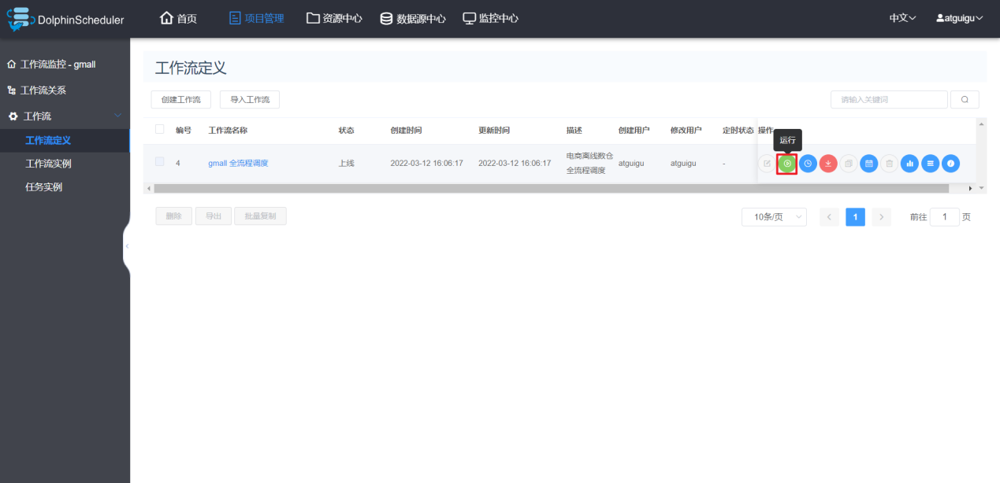 DolphinScheduler
首页
项目管理
资源中心
数据源中心
监控中心
中文
atguigu
工作流监控 - gmall
工作流关系
工作流
工作流定义
工作流实例
任务实例
工作流定义
创建工作流
导入工作流
请输入关键词
编号
工作流名称
状态
创建时间
更新时间
描述
创建用户
修改用户
定时状态
操作
运行
4
gmall 全流程调度
上线
2022-03-12 16:06:17
2022-03-12 16:06:17
电商离线数仓
全流程调度
atguigu
atguigu
-
删除
导出
批量复制
10条/页
1
前往
1
页